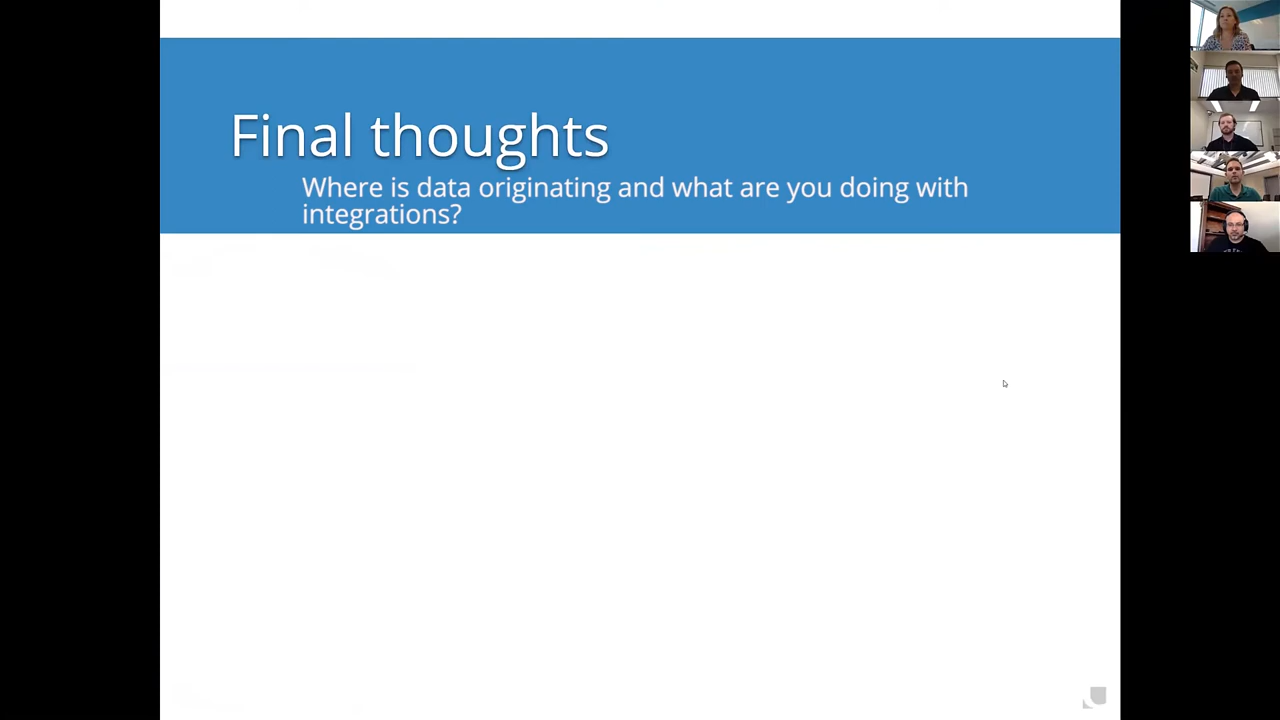 Final thoughts
Where is data originating and what are you doing with
integrations?